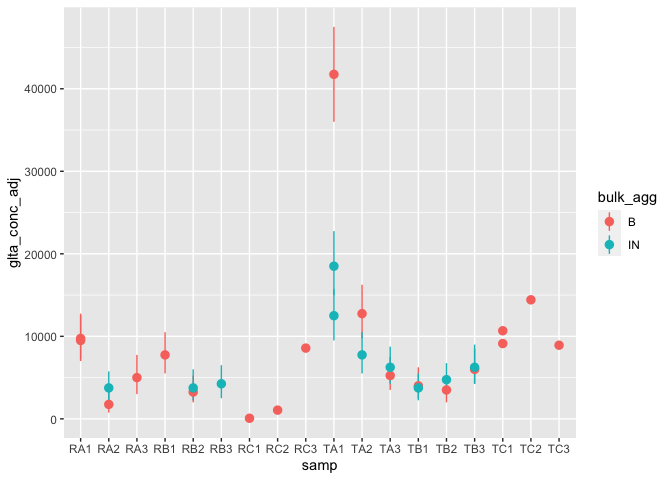 40000
30000
20000
10000
0
glta_conc_adj
RA1 RA2 RA3 RB1 RB2 RB3 RC1 RC2 RC3 TA1 TA2 TA3 TB1 TB2 TB3 TC1 TC2 TC3
samp
bulk_agg
B
IN